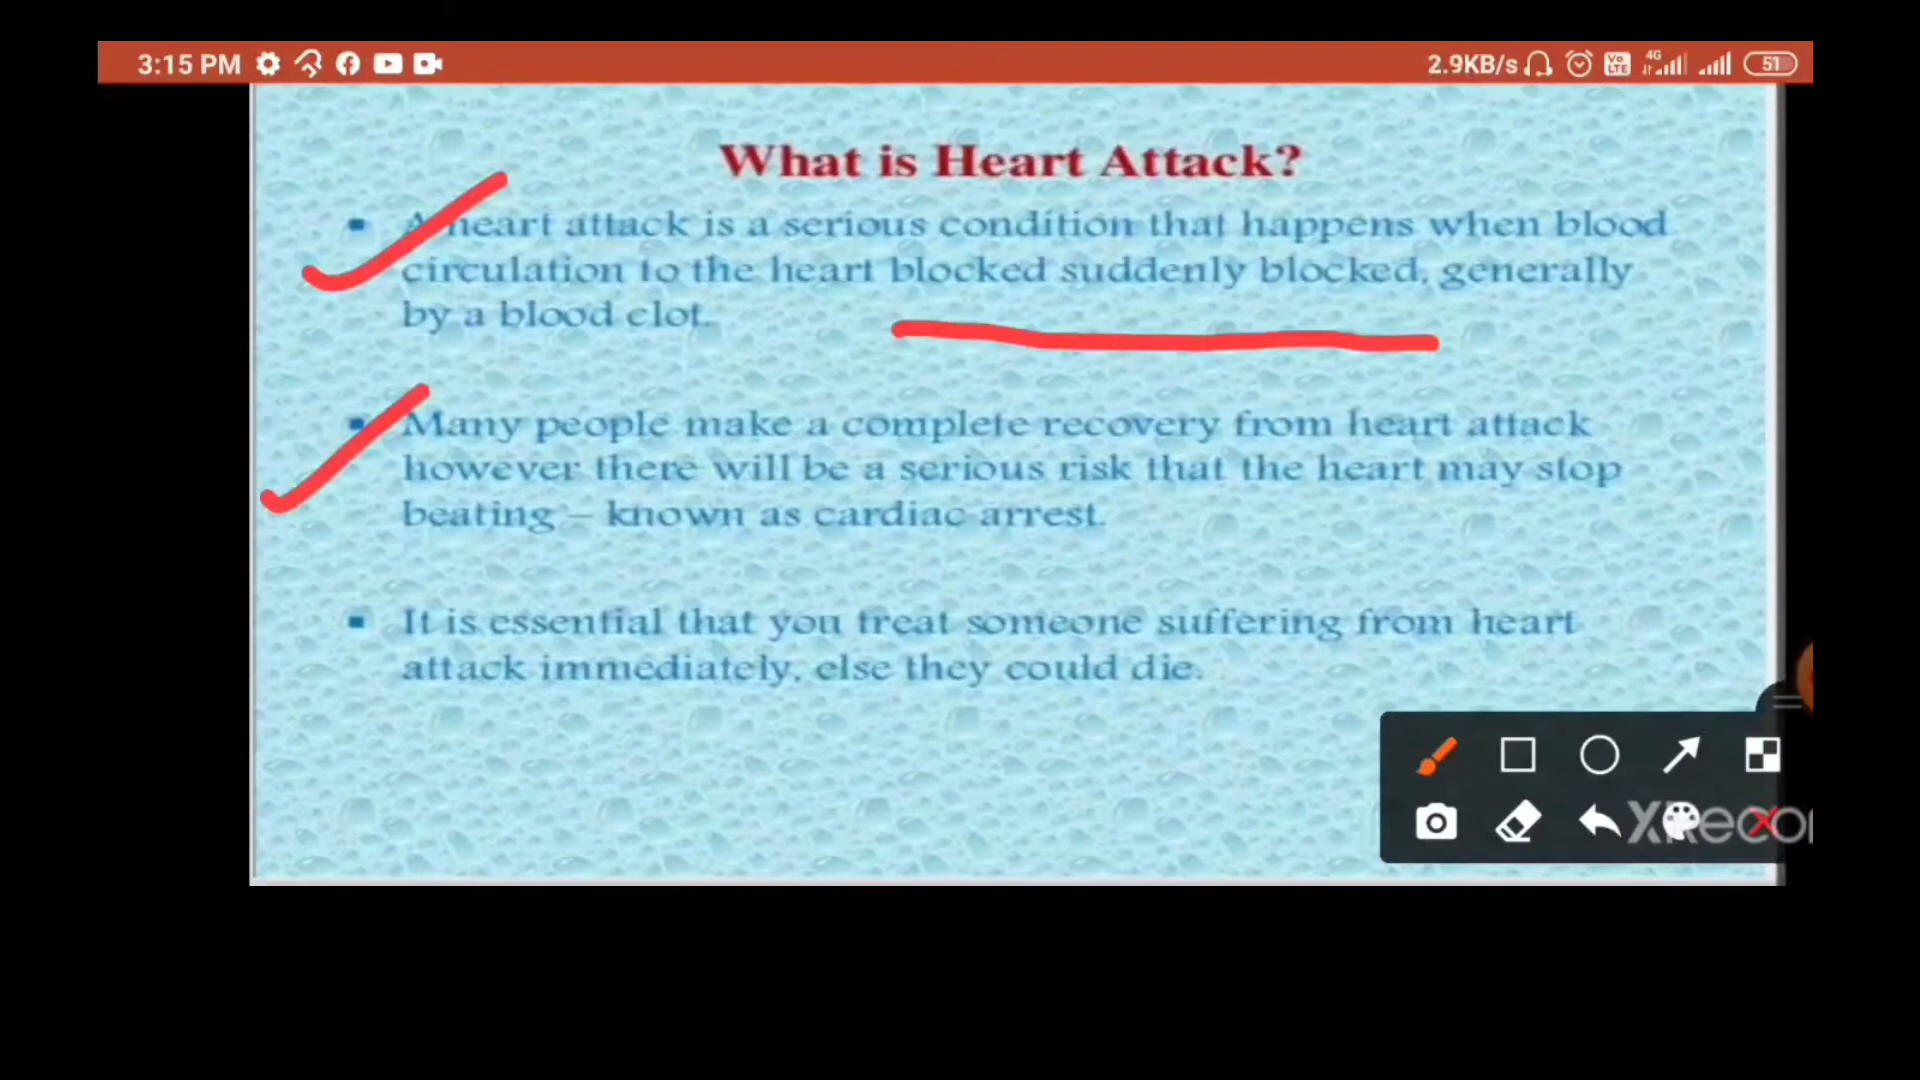 3:15 PM
2.9KB/s
Vo
LTE
4G
51
What is Heart Attack?
A heart attack is a serious condition that happens when blood
circulation to the heart blocked suddenly blocked, generally
by a blood clot.
Many people make a complete recovery from heart attack
however there will be a serious risk that the heart may stop
beating – known as cardiac arrest.
It is essential that you treat someone suffering from heart
attack immediately, else they could die.